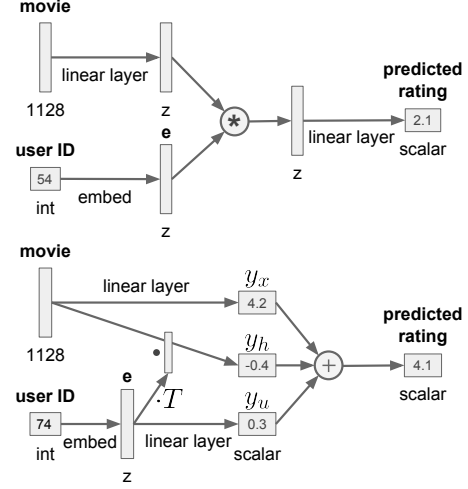 movie
linear layer
1128
z
e
*
predicted
rating
2.1
linear layer
scalar
z
user ID
54
embed
int
z
movie
linear layer
y_x
4.2
1128
y_h
-0.4
+
predicted
rating
4.1
scalar
·
·T
user ID
e
74
embed
linear layer
y_u
0.3
int
scalar
z